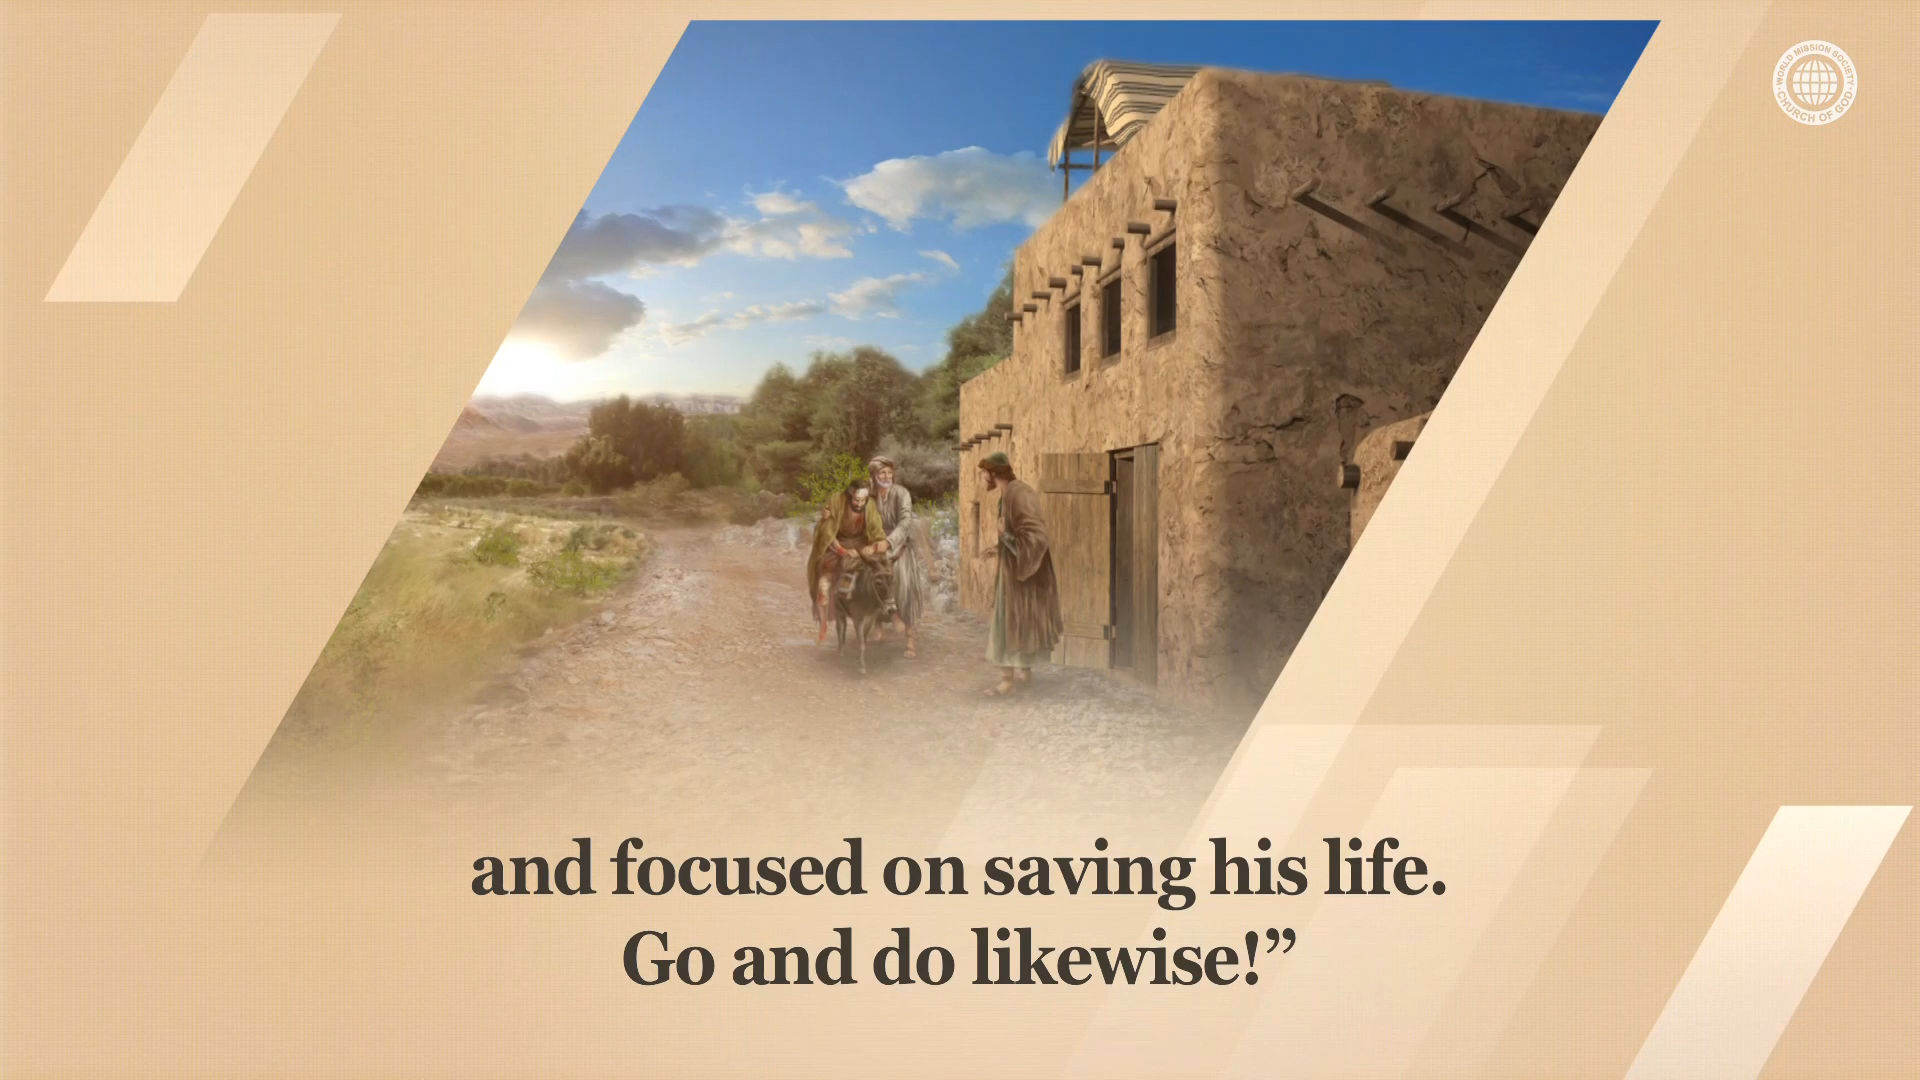 WORLD MISSION SOCIETY
CHURCH OF GOD
and focused on saving his life.
Go and do likewise!”